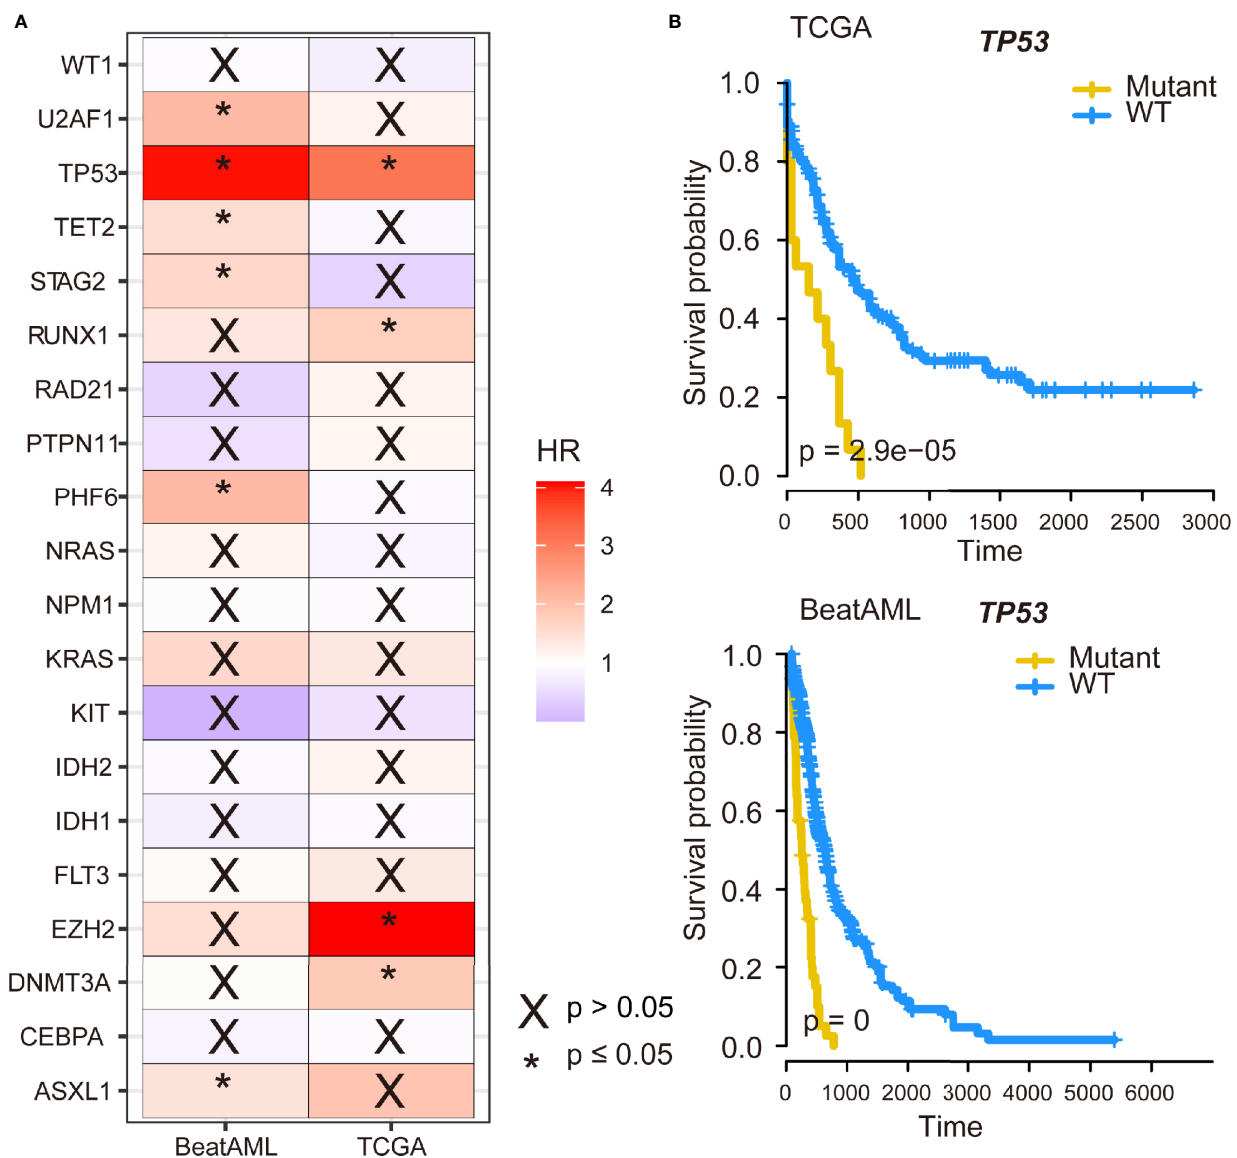 A
WT1 X X
U2AF1 * X
TP53 * *
TET2 * X
STAG2 * X
RUNX1 X *
RAD21 X X
PTPN11 X X
PHF6 * X
NRAS X X
NPM1 X X
KRAS X X
KIT X X
IDH2 X X
IDH1 X X
FLT3 X X
EZH2 X *
DNMT3A X *
CEBPA X X
ASXL1 * X
BeatAML TCGA
HR
4
3
2
1
X p > 0.05
* p ≤ 0.05
B
TCGA TP53
Mutant
WT
Survival probability
1.0
0.8
0.6
0.4
0.2
0.0
p = 2.9e−05
0 500 1000 1500 2000 2500 3000
Time
BeatAML TP53
Mutant
WT
Survival probability
1.0
0.8
0.6
0.4
0.2
0.0
p = 0
0 1000 2000 3000 4000 5000 6000
Time